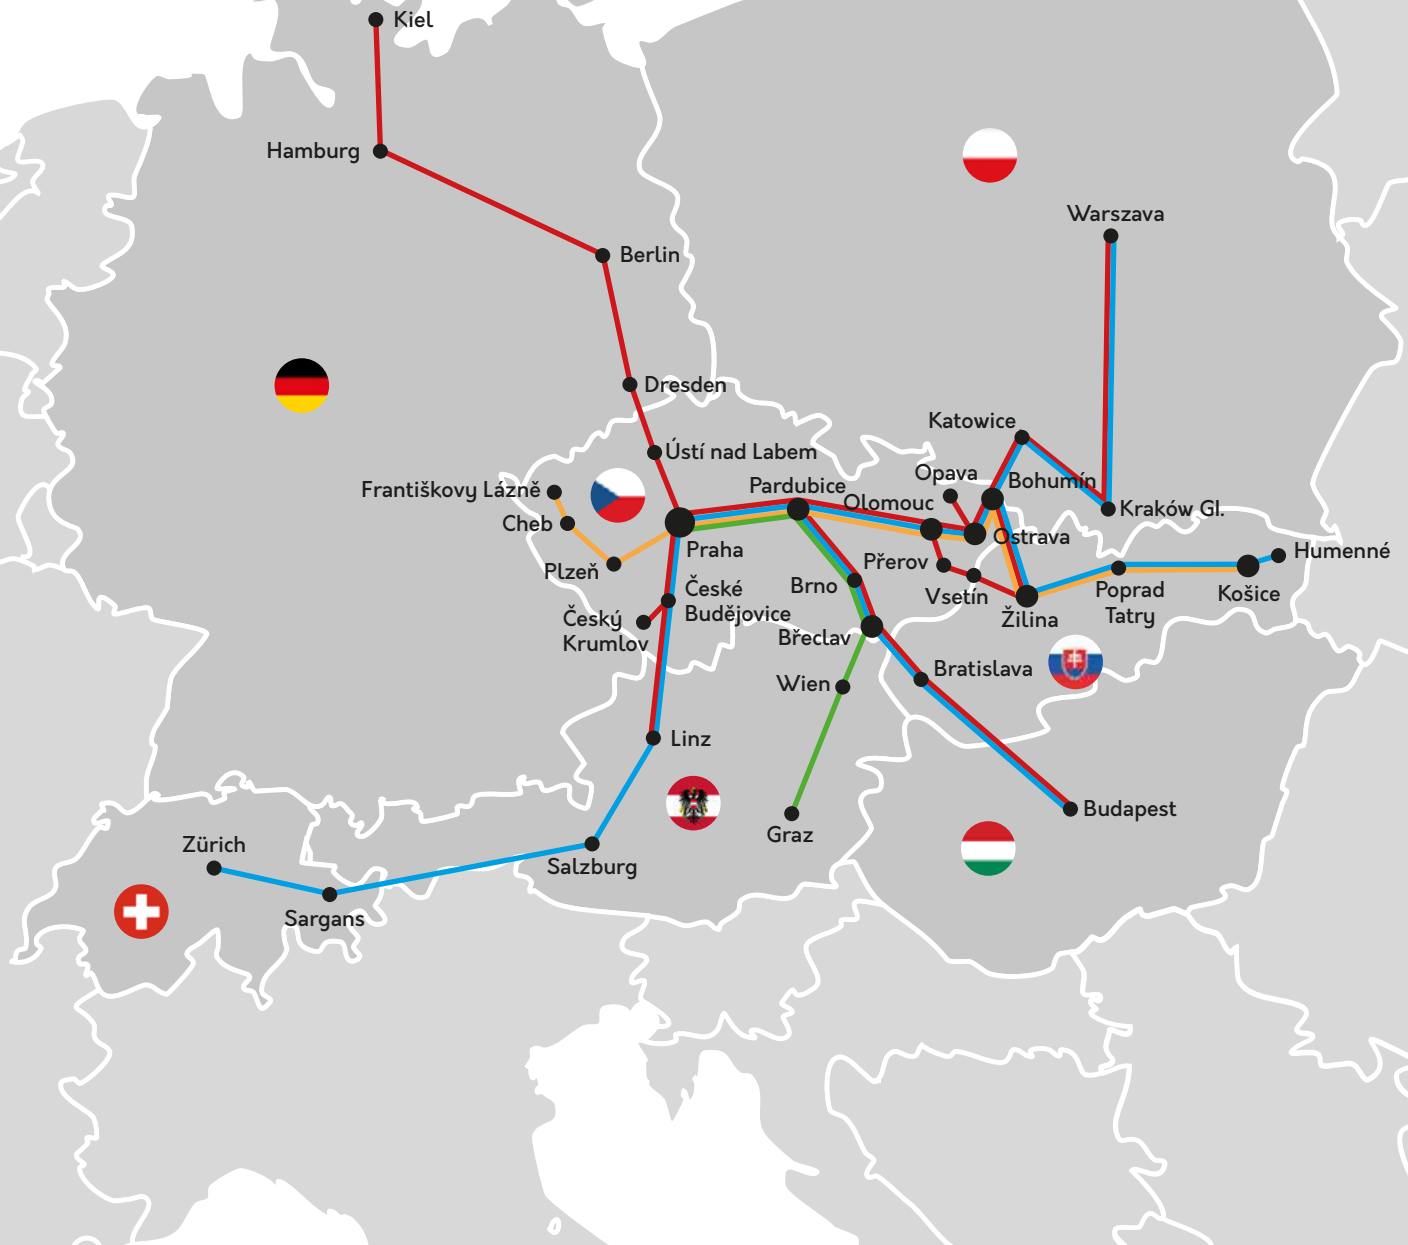 Kiel
Hamburg
Warszava
Berlin
Dresden
Katowice
Ústí nad Labem
Opava
Bohumín
Františkovy Lázně
Pardubice
Olomouc
Kraków Gl.
Cheb
Ostrava
Praha
Humenné
Plzeň
Přerov
Brno
České
Budějovice
Vsetín
Poprad
Tatry
Košice
Český
Krumlov
Žilina
Břeclav
Bratislava
Wien
Linz
Budapest
Graz
Zürich
Salzburg
Sargans